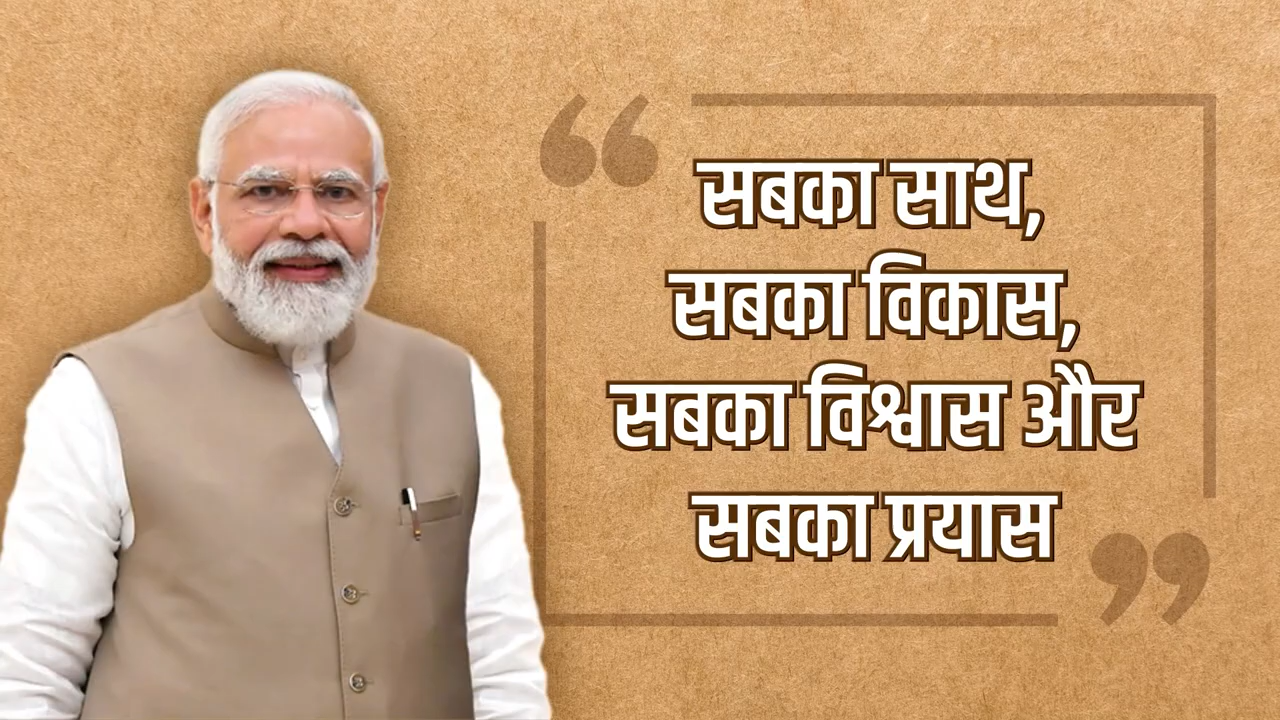 सबका साथ,
सबका विकास,
सबका विश्वास और
सबका प्रयास